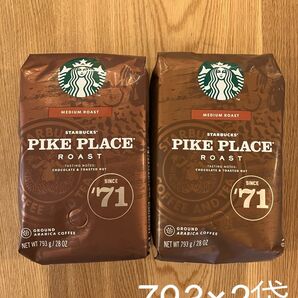 MEDIUM ROAST
STARBUCKS®
PIKE PLACE®
ROAST
TASTING NOTES:
CHOCOLATE & TOASTED NUT
SINCE
'71
GROUND
ARABICA COFFEE
NET WT 793 g / 28 OZ
MEDIUM ROAST
STARBUCKS®
PIKE PLACE®
ROAST
TASTING NOTES:
CHOCOLATE & TOASTED NUT
SINCE
'71
GROUND
ARABICA COFFEE
NET WT 793 g / 28 OZ
793×2袋